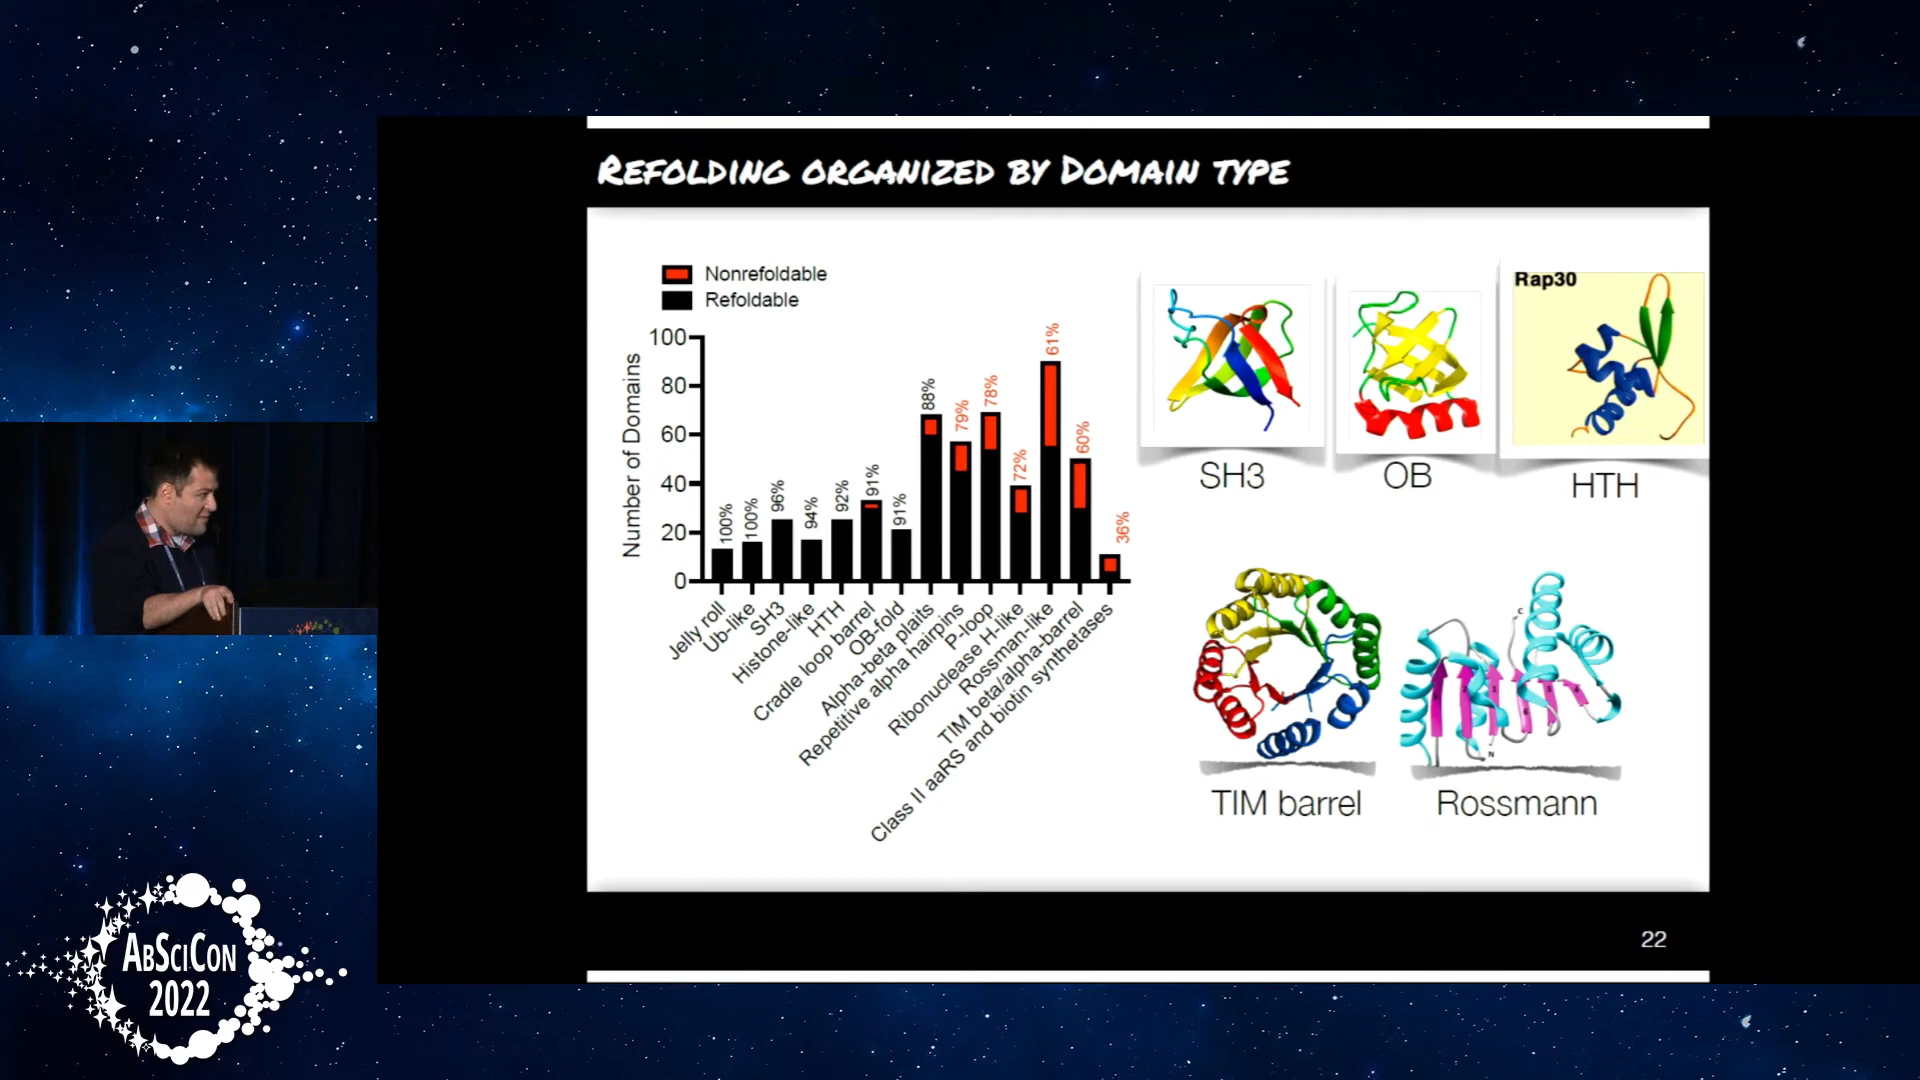 REFOLDING ORGANIZED BY DOMAIN TYPE
Nonrefoldable
Refoldable
Number of Domains
100
80
60
40
20
0
100%
100%
96%
94%
92%
91%
91%
88%
79%
78%
72%
61%
60%
36%
Jelly roll
Ub-like
SH3
Histone-like
HTH
Cradle loop barrel
OB-fold
Alpha-beta plaits
Repetitive alpha hairpins
P-loop
Ribonuclease H-like
Rossman-like
TIM beta/alpha-barrel
Class II aaRS and biotin synthetases
Rap30
SH3
OB
HTH
C
N
TIM barrel
Rossmann
22
ABSCICON
2022